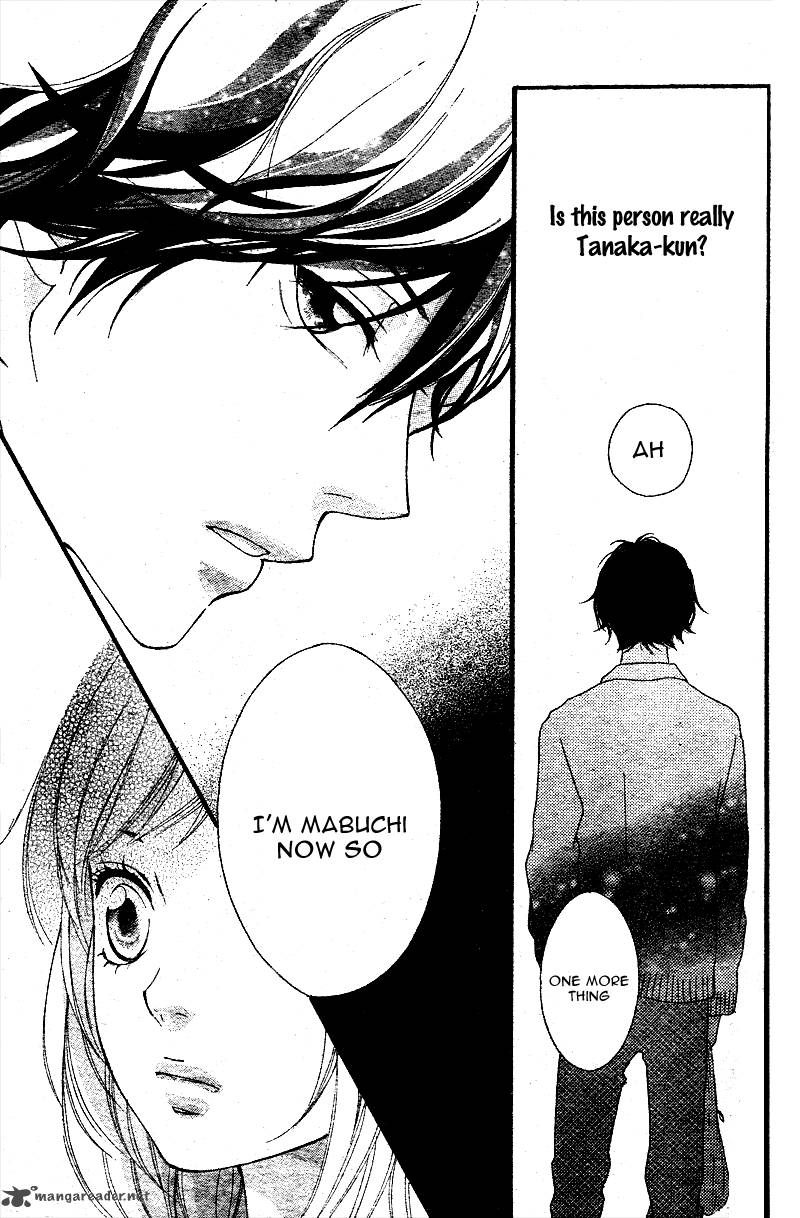 Is this person really
Tanaka-kun?
AH
ONE MORE
THING
I'M MABUCHI
NOW SO
mangareader.net